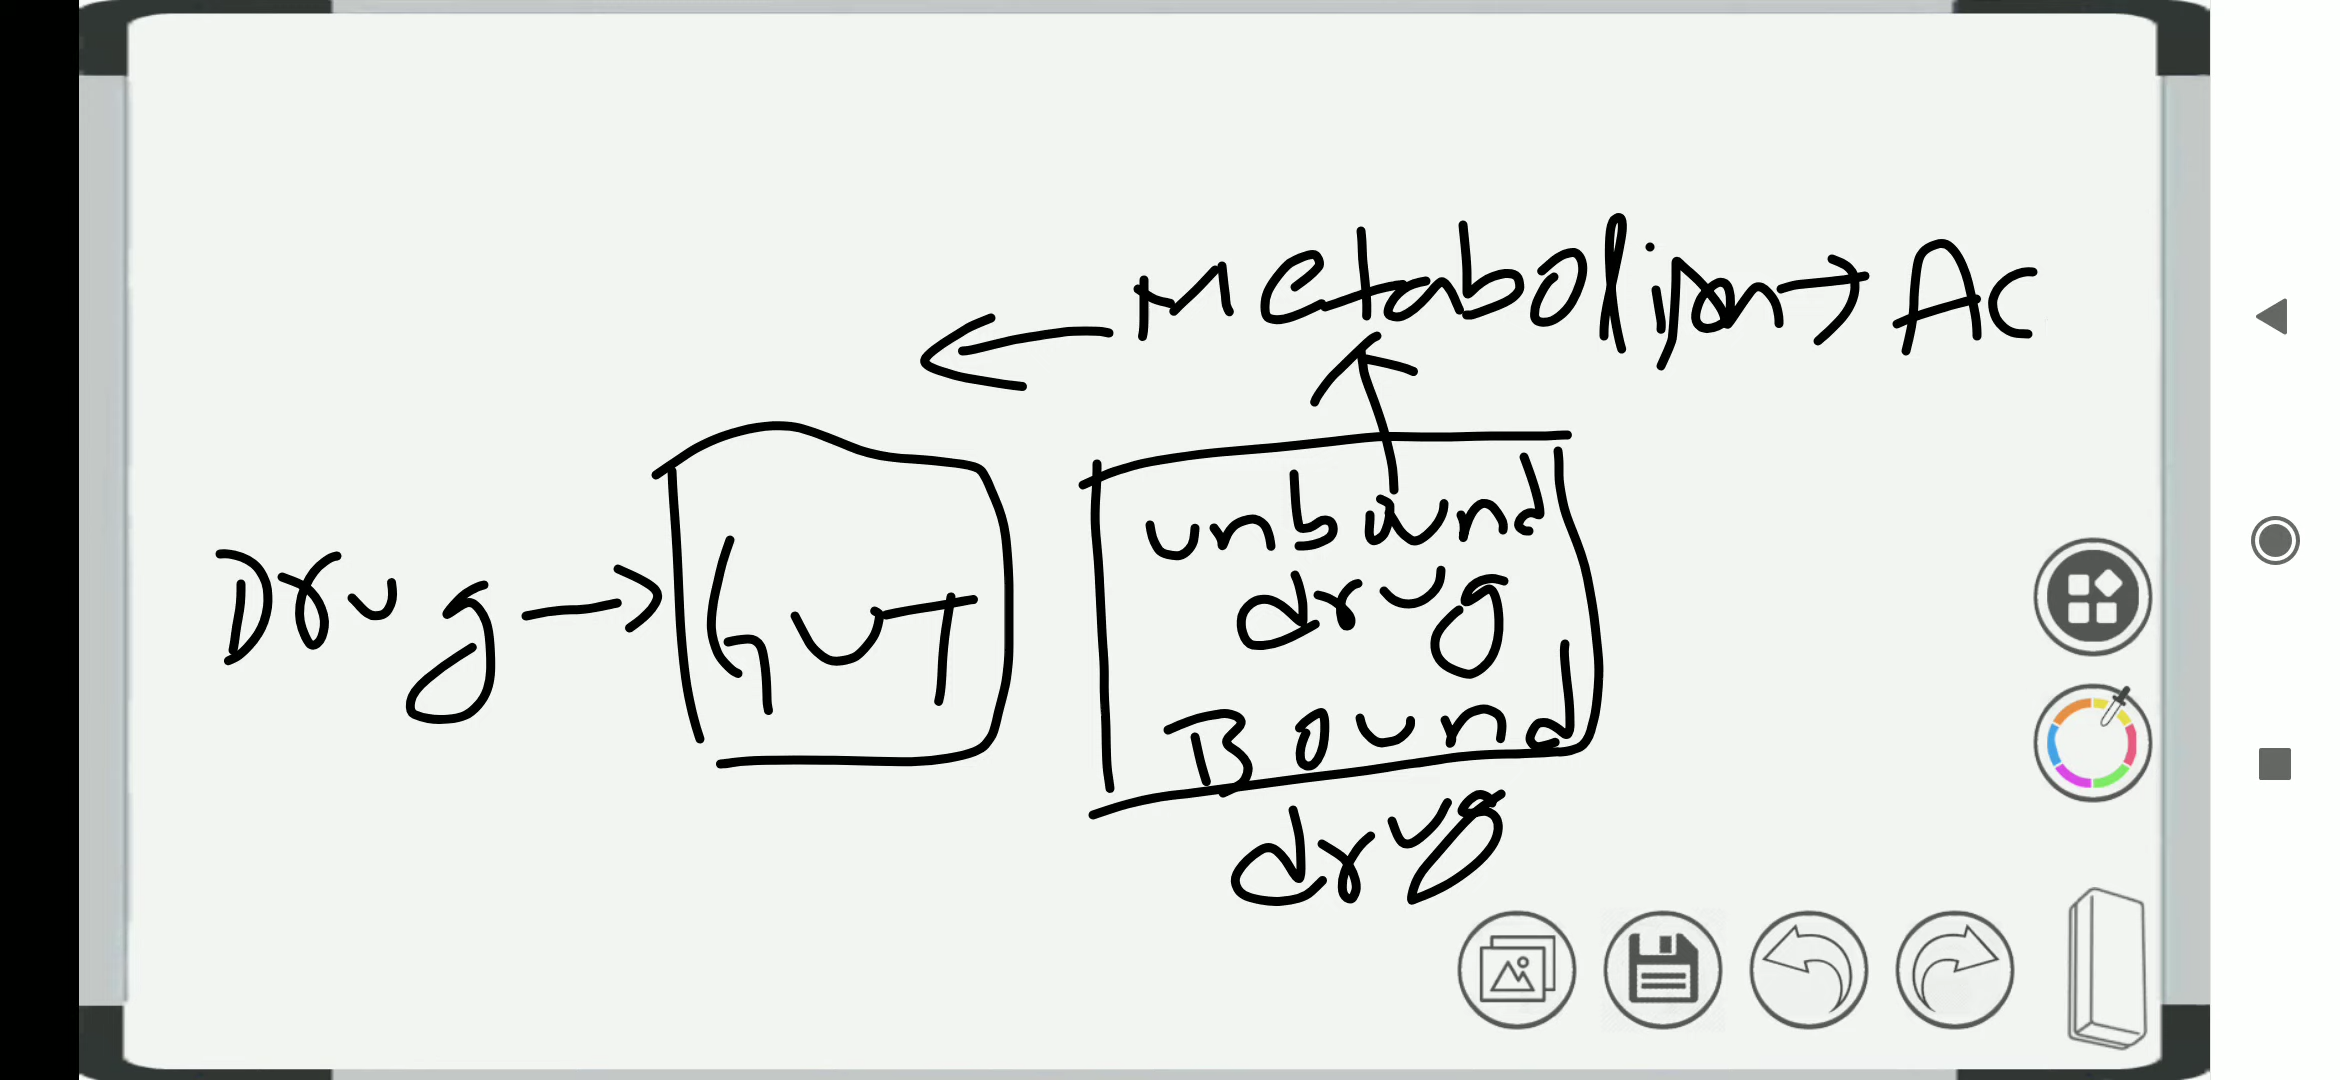 Metabolism → Ac
Drug → GUT
unbound
drug
Bound
drug